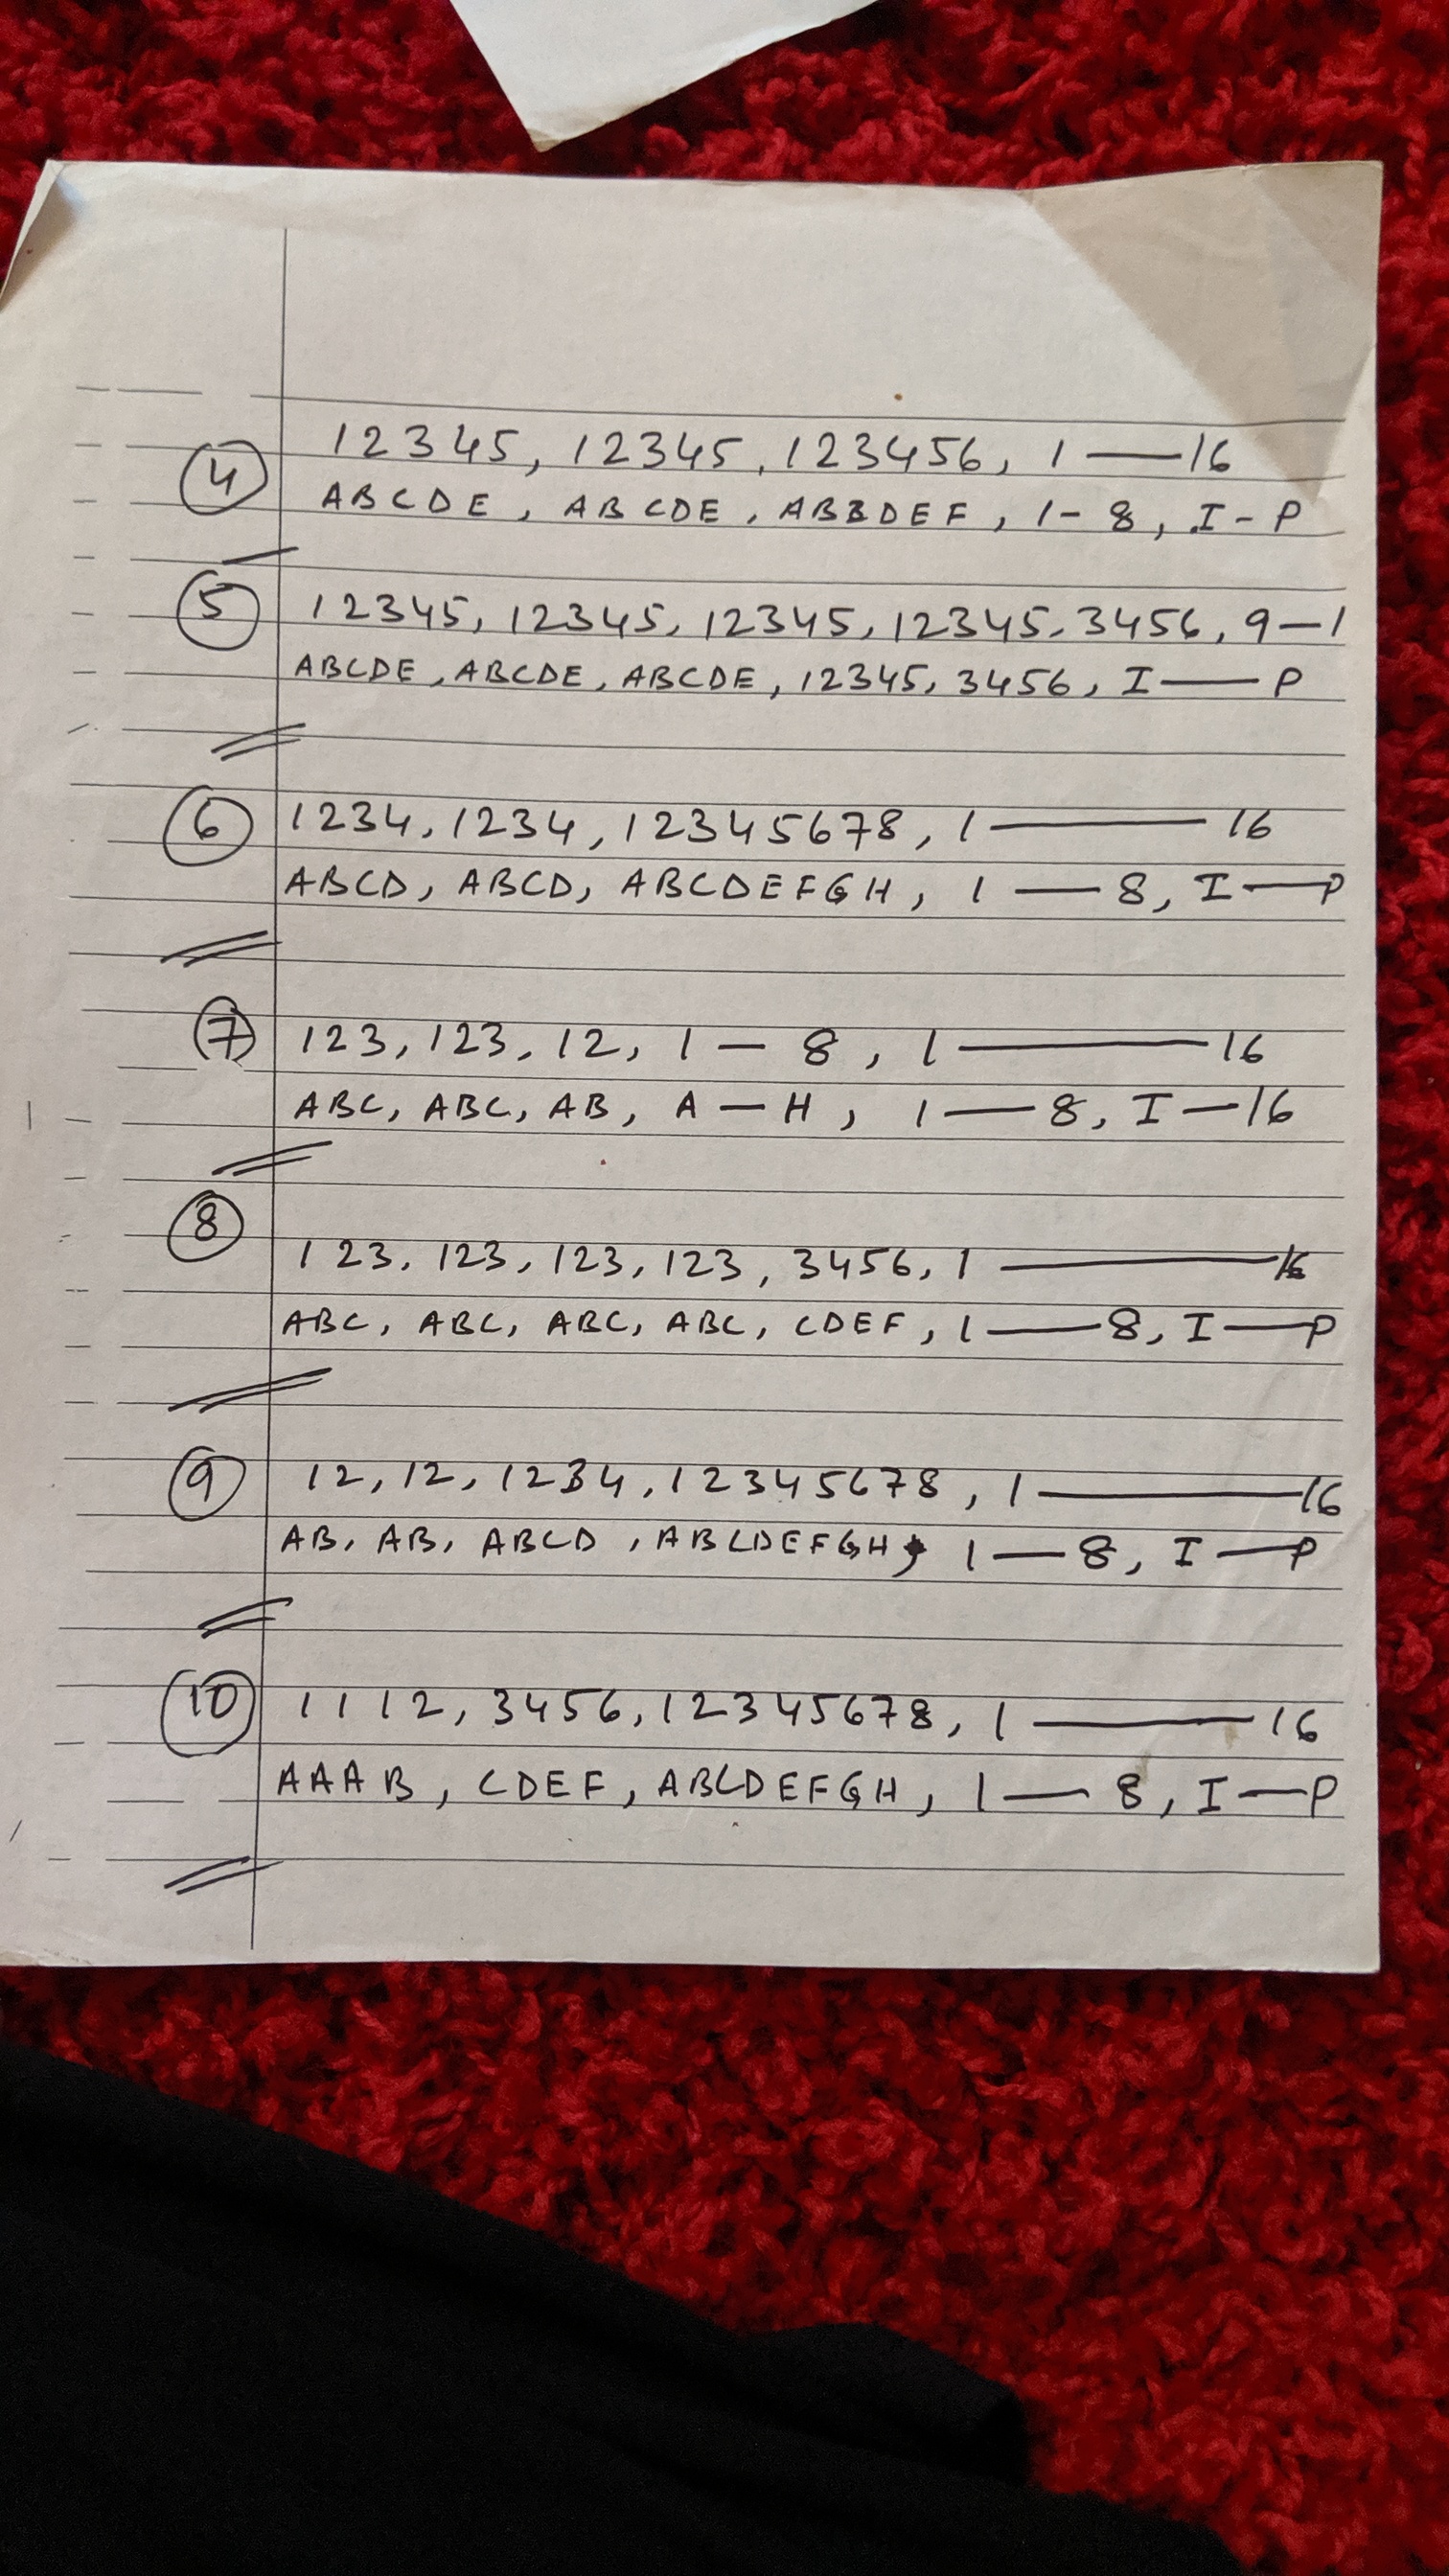 ④ 12345, 12345, 123456, 1 — 16
ABCDE, ABCDE, ABBDEF, 1 - 8, I - P
⑤ 12345, 12345, 12345, 12345, 3456, 9 — 1
ABCDE, ABCDE, ABCDE, 12345, 3456, I — P
⑥ 1234, 1234, 12345678, 1 — 16
ABCD, ABCD, ABCDEFGH, 1 — 8, I — P
⑦ 123, 123, 12, 1 — 8, 1 — 16
ABC, ABC, AB, A — H, 1 — 8, I — 16
⑧ 123, 123, 123, 123, 3456, 1 — 16
ABC, ABC, ABC, ABC, CDEF, 1 — 8, I — P
⑨ 12, 12, 1234, 12345678, 1 — 16
AB, AB, ABCD, ABCDEFGH, 1 — 8, I — P
⑩ 1112, 3456, 12345678, 1 — 16
AAAB, CDEF, ABCDEFGH, 1 — 8, I — P